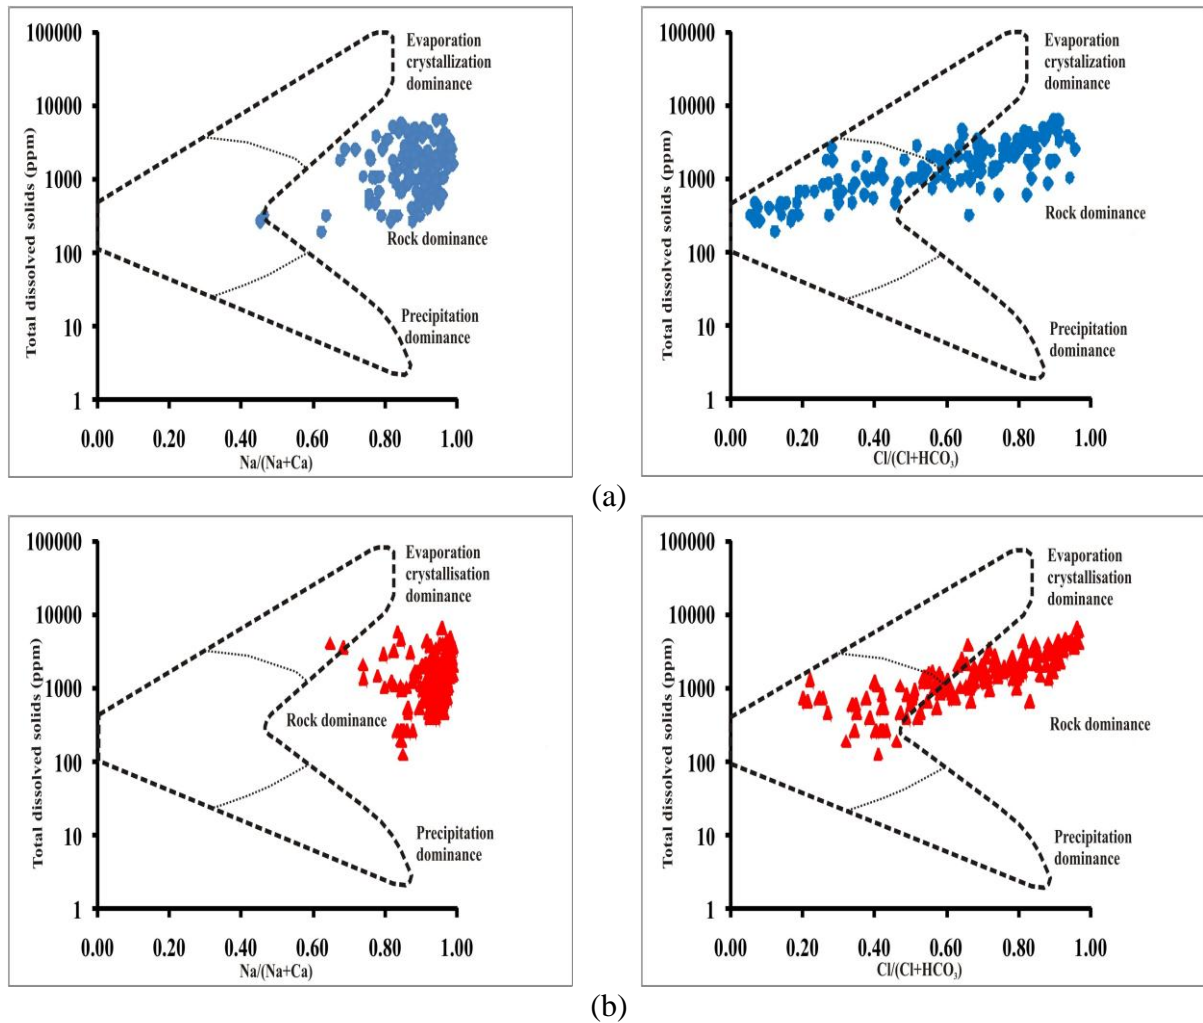 100000
10000
1000
100
10
1
Total dissolved solids (ppm)
Evaporation
crystallization
dominance
Rock dominance
Precipitation
dominance
0.00 0.20 0.40 0.60 0.80 1.00
Na/(Na+Ca)
100000
10000
1000
100
10
1
Total dissolved solids (ppm)
Evaporation
crystallization
dominance
Rock dominance
Precipitation
dominance
0.00 0.20 0.40 0.60 0.80 1.00
Cl/(Cl+HCO₃)
(a)
100000
10000
1000
100
10
1
Total dissolved solids (ppm)
Evaporation
crystallisation
dominance
Rock dominance
Precipitation
dominance
0.00 0.20 0.40 0.60 0.80 1.00
Na/(Na+Ca)
100000
10000
1000
100
10
1
Total dissolved solids (ppm)
Evaporation
crystallisation
dominance
Rock dominance
Precipitation
dominance
0.00 0.20 0.40 0.60 0.80 1.00
Cl/(Cl+HCO₃)
(b)